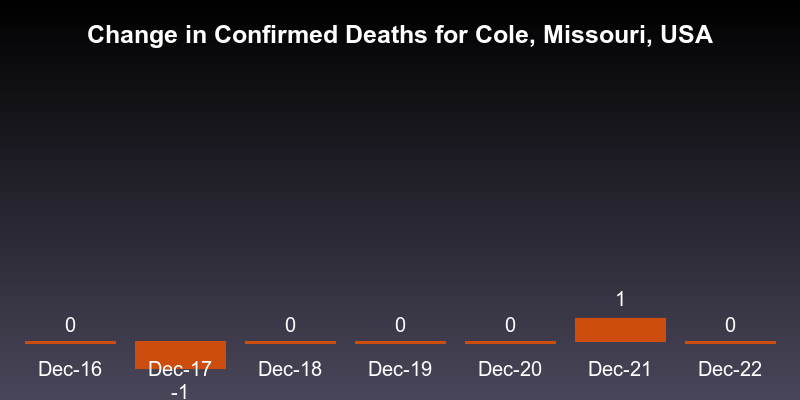 Change in Confirmed Deaths for Cole, Missouri, USA
1
0 0 0 0 0
Dec-16 Dec-17 Dec-18 Dec-19 Dec-20 Dec-21 Dec-22
-1